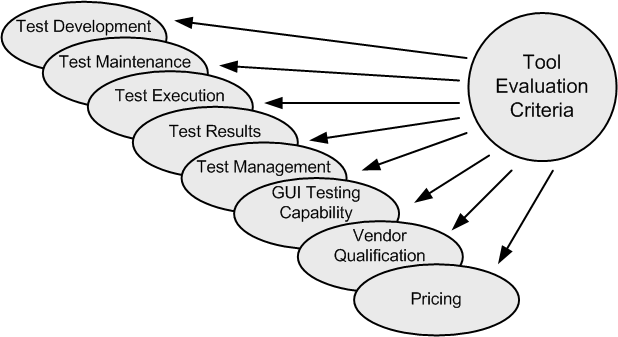 Test Development
Test Maintenance
Test Execution
Test Results
Test Management
GUI Testing
Capability
Vendor
Qualification
Pricing
Tool
Evaluation
Criteria